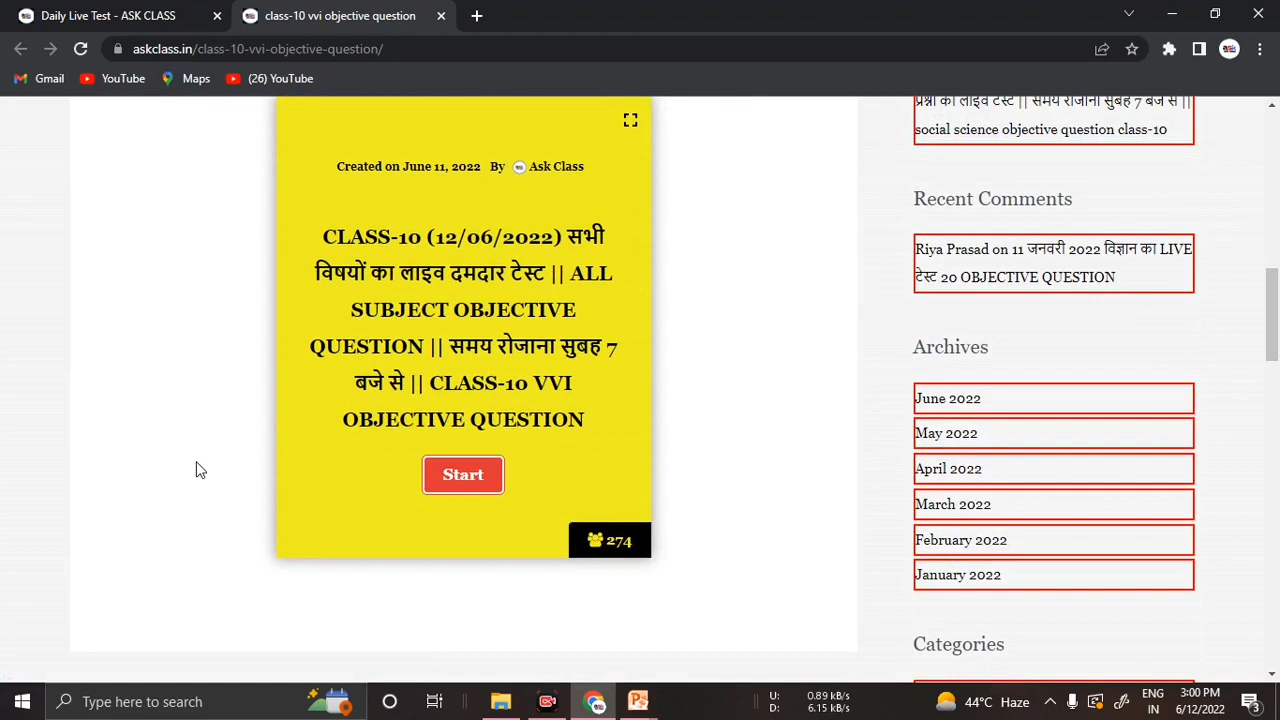 Daily Live Test - ASK CLASS
class-10 vvi objective question
askclass.in/class-10-vvi-objective-question/
Gmail
YouTube
Maps
(26) YouTube
Created on June 11, 2022 By Ask Class
CLASS-10 (12/06/2022) सभी
विषयों का लाइव दमदार टेस्ट || ALL
SUBJECT OBJECTIVE
QUESTION || समय रोजाना सुबह 7
बजे से || CLASS-10 VVI
OBJECTIVE QUESTION
Start
274
प्रश्नों का लाइव टेस्ट || समय रोजाना सुबह 7 बजे से ||
social science objective question class-10
Recent Comments
Riya Prasad on 11 जनवरी 2022 विज्ञान का LIVE
टेस्ट 20 OBJECTIVE QUESTION
Archives
June 2022
May 2022
April 2022
March 2022
February 2022
January 2022
Categories
Type here to search
U: 0.89 kB/s
D: 6.15 kB/s
44°C Haze
ENG
IN
3:00 PM
6/12/2022
3